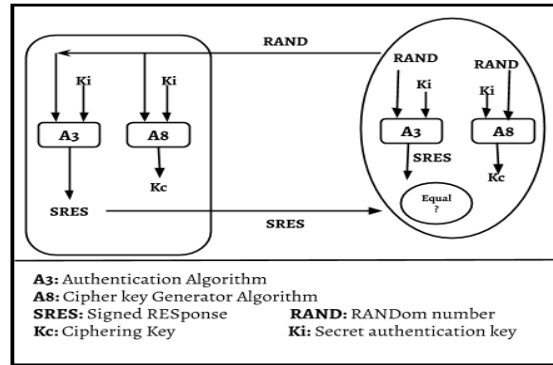 RAND
RAND RAND
Ki Ki Ki Ki
A3 A8 A3 A8
SRES
Kc Kc
SRES Equal
?
SRES
A3: Authentication Algorithm
A8: Cipher key Generator Algorithm
SRES: Signed RESponse RAND: RANDom number
Kc: Ciphering Key Ki: Secret authentication key